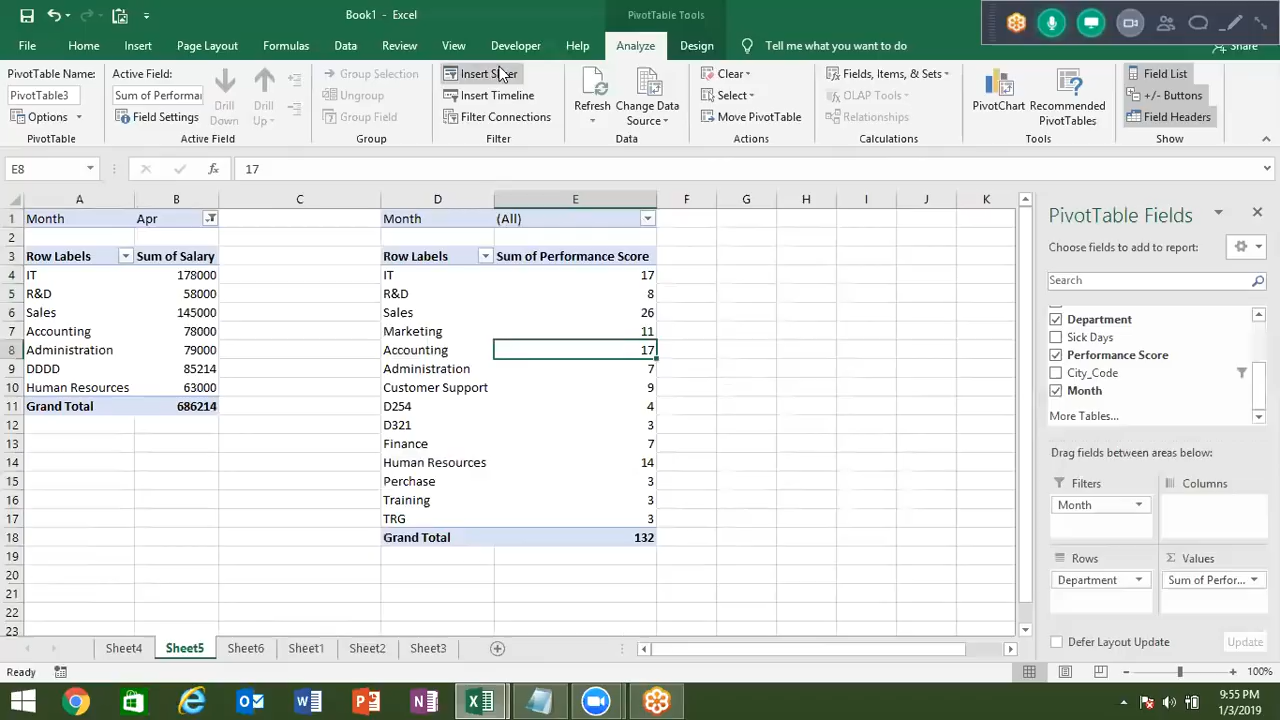 Book1 - Excel
PivotTable Tools
File Home Insert Page Layout Formulas Data Review View Developer Help Analyze Design Tell me what you want to do Share
PivotTable Name:
PivotTable3
Options
PivotTable
Active Field:
Sum of Performa
Field Settings
Drill Down
Drill Up
Active Field
Group Selection
Ungroup
Group Field
Group
Insert Timeline
Filter Connections
Filter
Refresh
Change Data Source
Data
Clear
Select
Move PivotTable
Actions
Fields, Items, & Sets
OLAP Tools
Relationships
Calculations
PivotChart
Recommended PivotTables
Tools
Field List
+/- Buttons
Field Headers
Show
E8 fx 17
A B C D E F G H I J K
1 Month Apr Month (All)
2
3 Row Labels Sum of Salary Row Labels Sum of Performance Score
4 IT 178000 IT 17
5 R&D 58000 R&D 8
6 Sales 145000 Sales 26
7 Accounting 78000 Marketing 11
8 Administration 79000 Accounting 17
9 DDDD 85214 Administration 7
10 Human Resources 63000 Customer Support 9
11 Grand Total 686214 D254 4
12 D321 3
13 Finance 7
14 Human Resources 14
15 Perchase 3
16 Training 3
17 TRG 3
18 Grand Total 132
19
20
21
22
23
PivotTable Fields
Choose fields to add to report:
Search
Department
Sick Days
Performance Score
City_Code
Month
More Tables...
Drag fields between areas below:
Filters
Month
Columns
Rows
Department
Values
Sum of Perfor...
Defer Layout Update
Update
Sheet4 Sheet5 Sheet6 Sheet1 Sheet2 Sheet3
Ready
100%
9:55 PM
1/3/2019